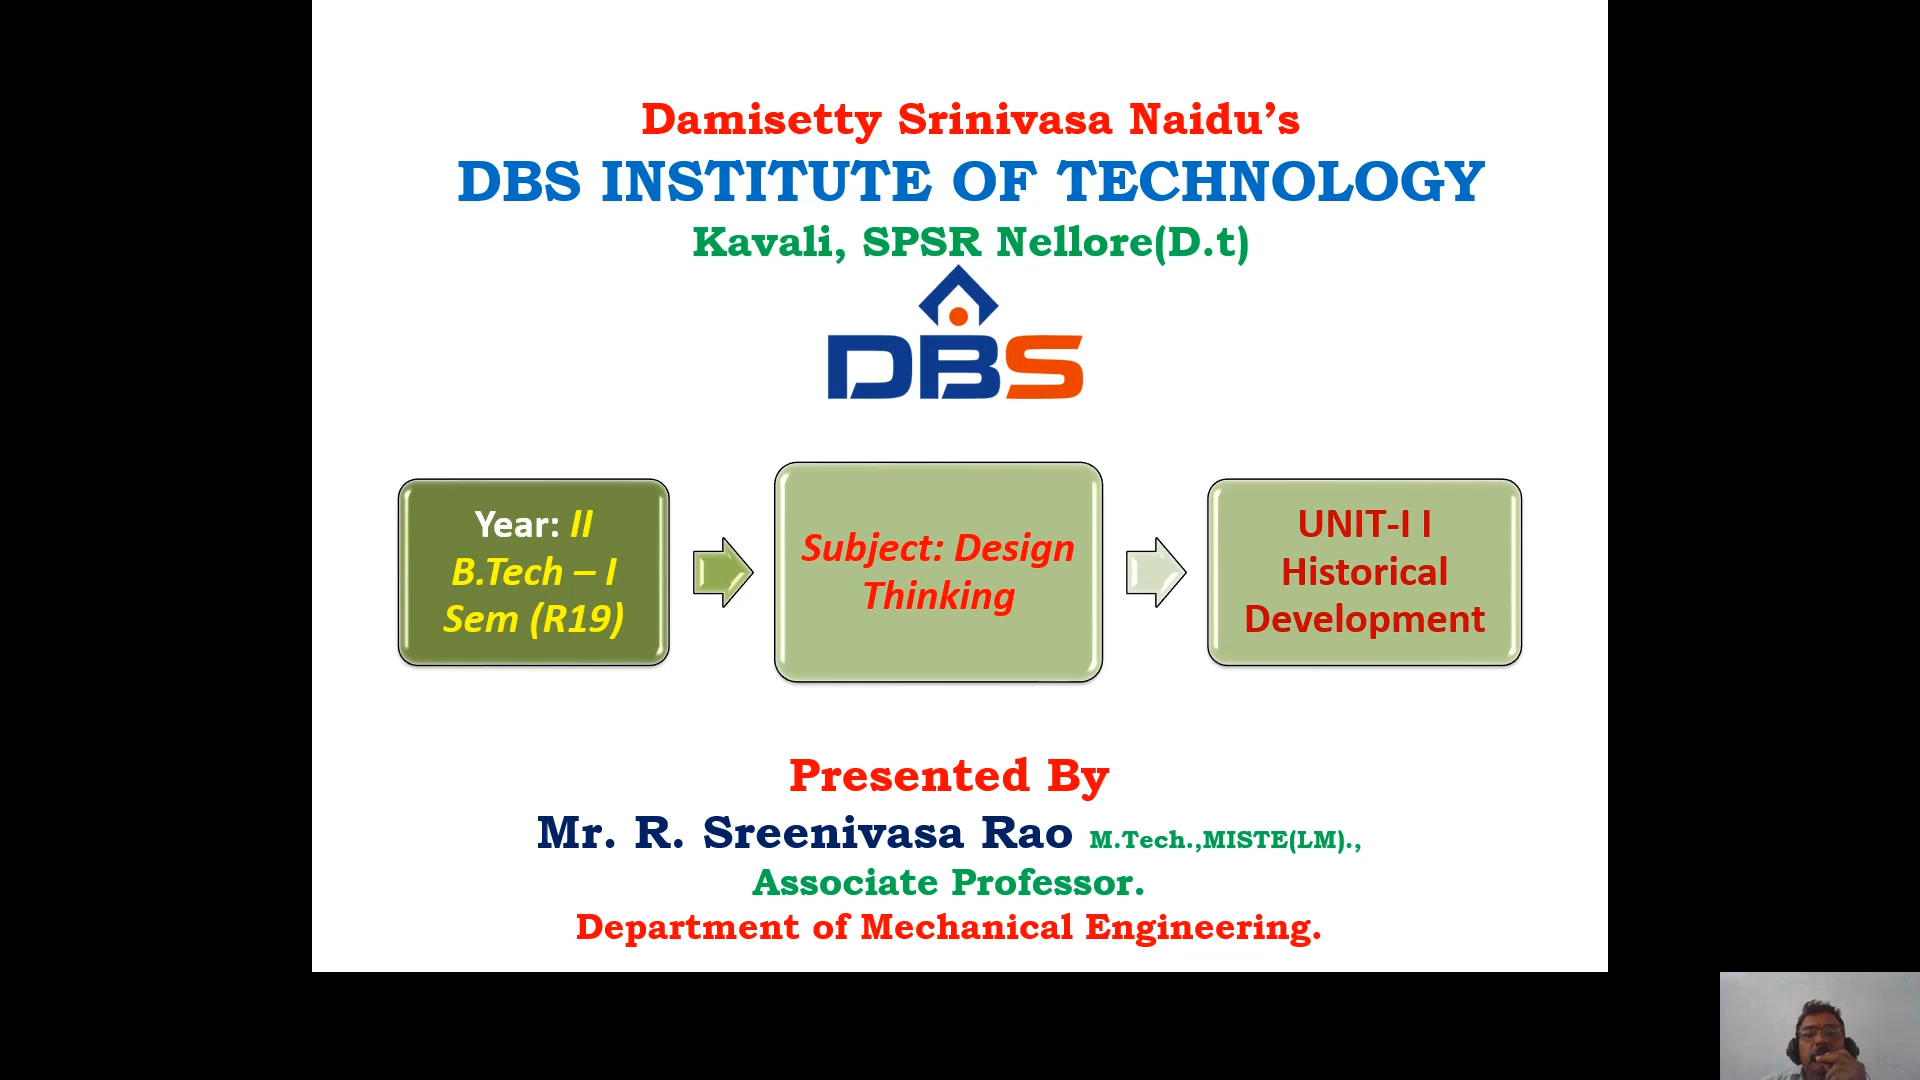 Damisetty Srinivasa Naidu’s
DBS INSTITUTE OF TECHNOLOGY
Kavali, SPSR Nellore(D.t)
DBS
Year: II
B.Tech – I
Sem (R19)
Subject: Design
Thinking
UNIT-I I
Historical
Development
Presented By
Mr. R. Sreenivasa Rao M.Tech.,MISTE(LM).,
Associate Professor.
Department of Mechanical Engineering.